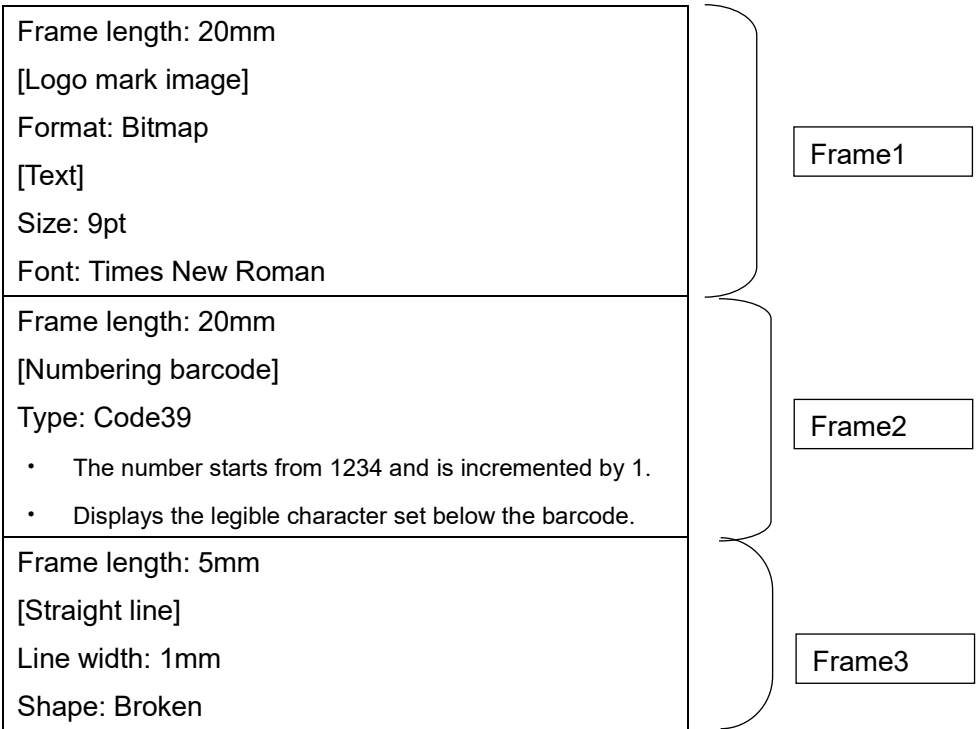 Frame length: 20mm
[Logo mark image]
Format: Bitmap
[Text]
Size: 9pt
Font: Times New Roman
Frame1
Frame length: 20mm
[Numbering barcode]
Type: Code39
・ The number starts from 1234 and is incremented by 1.
・ Displays the legible character set below the barcode.
Frame2
Frame length: 5mm
[Straight line]
Line width: 1mm
Shape: Broken
Frame3